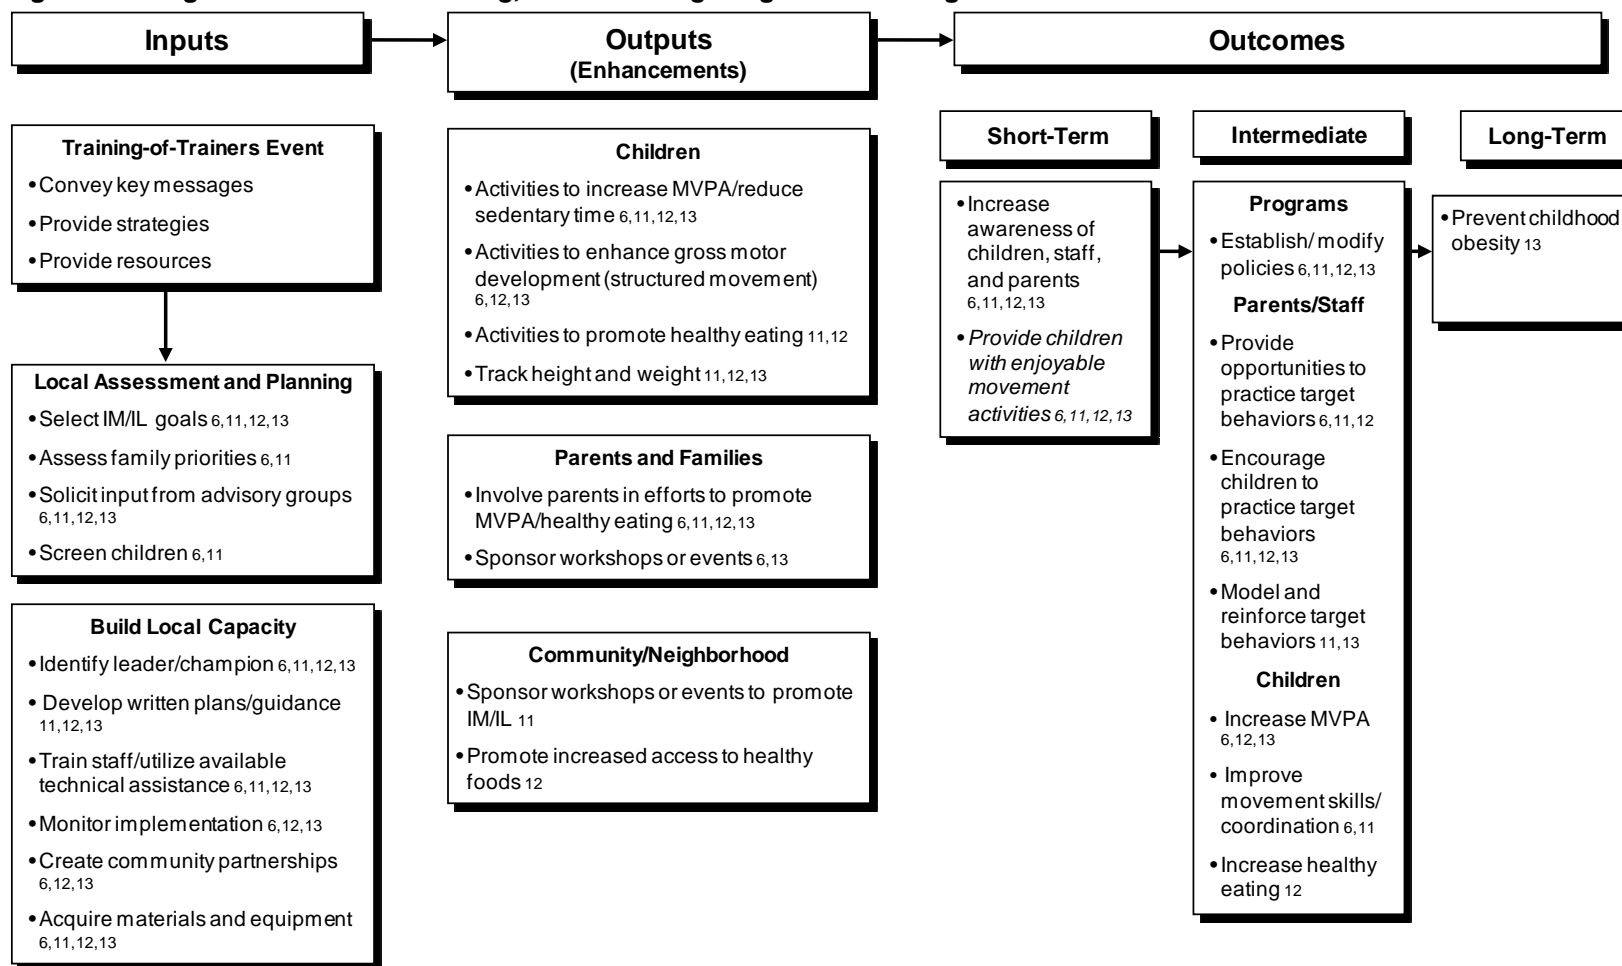 Inputs
Outputs
(Enhancements)
Outcomes
Training-of-Trainers Event
•Convey key messages
•Provide strategies
•Provide resources
Local Assessment and Planning
•Select IM/IL goals 6,11,12,13
•Assess family priorities 6,11
•Solicit input from advisory groups
6,11,12,13
•Screen children 6,11
Build Local Capacity
•Identify leader/champion 6,11,12,13
• Develop written plans/guidance
11,12,13
•Train staff/utilize available
technical assistance 6,11,12,13
•Monitor implementation 6,12,13
•Create community partnerships
6,12,13
•Acquire materials and equipment
6,11,12,13
Children
•Activities to increase MVPA/reduce
sedentary time 6,11,12,13
•Activities to enhance gross motor
development (structured movement)
6,12,13
•Activities to promote healthy eating 11,12
•Track height and weight 11,12,13
Parents and Families
•Involve parents in efforts to promote
MVPA/healthy eating 6,11,12,13
•Sponsor workshops or events 6,13
Community/Neighborhood
•Sponsor workshops or events to promote
IM/IL 11
•Promote increased access to healthy
foods 12
Short-Term
•Increase
awareness of
children, staff,
and parents
6,11,12,13
•Provide children
with enjoyable
movement
activities 6,11,12,13
Intermediate
Programs
•Establish/ modify
policies 6,11,12,13
Parents/Staff
•Provide
opportunities to
practice target
behaviors 6,11,12
•Encourage
children to
practice target
behaviors
6,11,12,13
•Model and
reinforce target
behaviors 11,13
Children
• Increase MVPA
6,12,13
• Improve
movement skills/
coordination 6,11
•Increase healthy
eating 12
Long-Term
•Prevent childhood
obesity 13